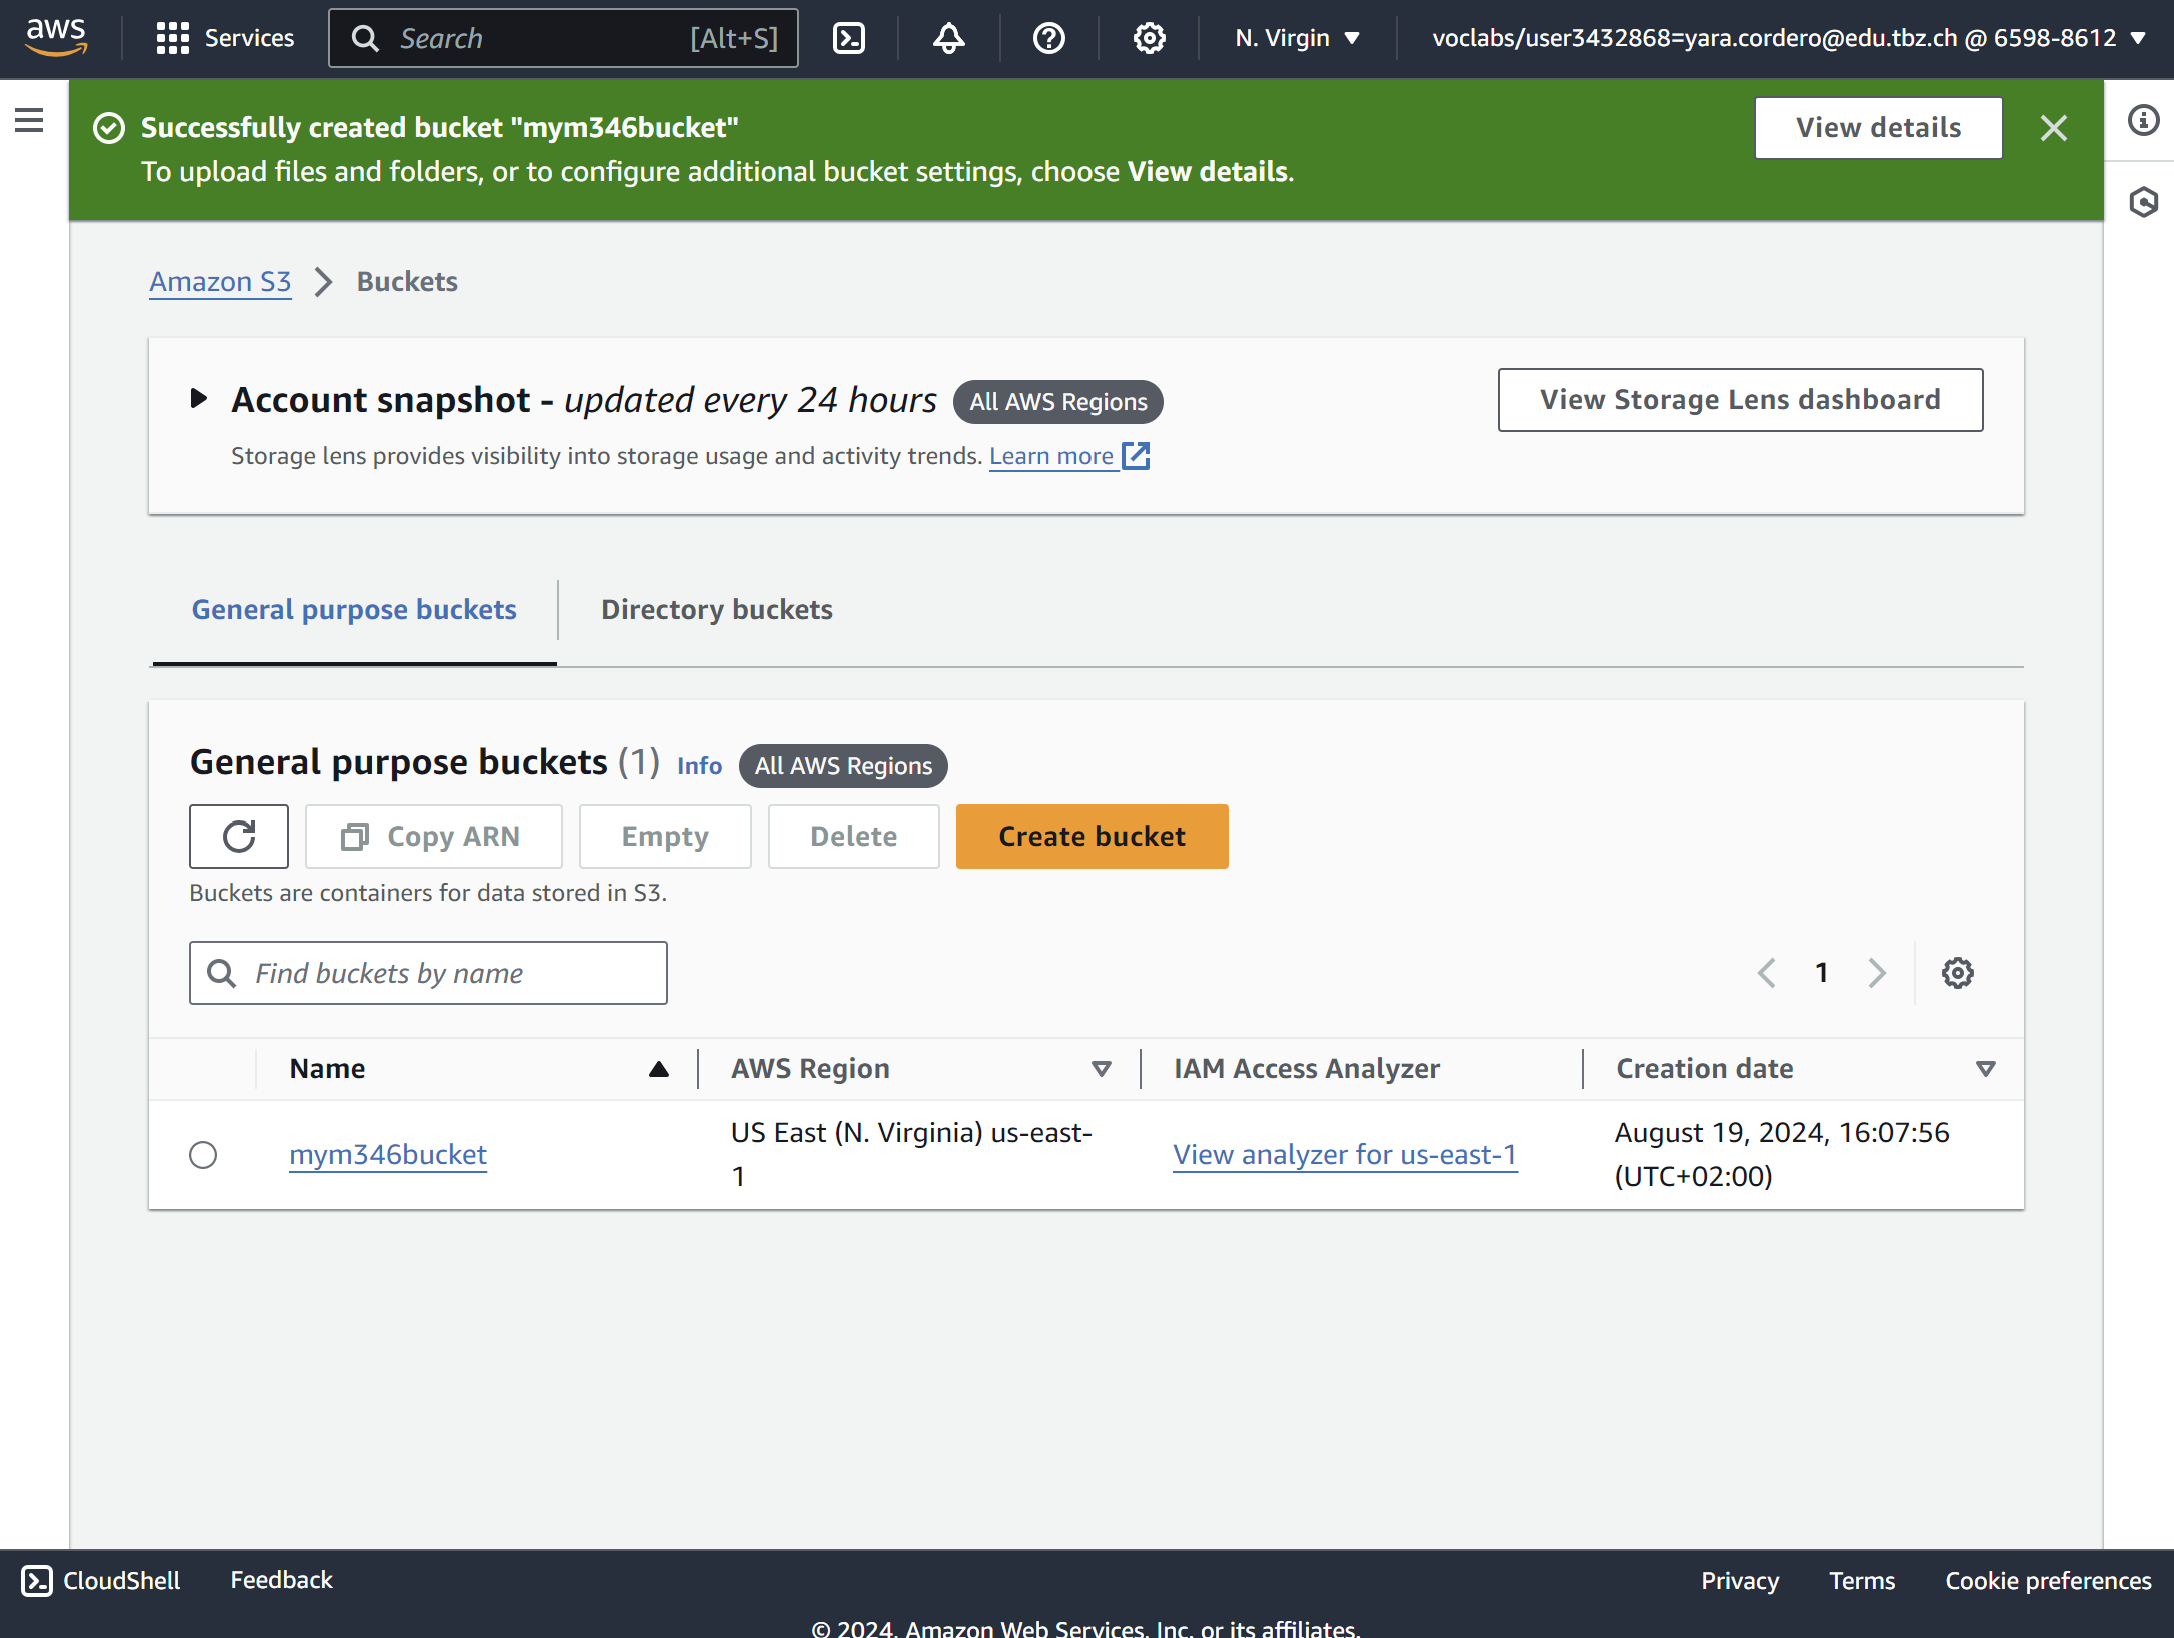 aws
Services
Search [Alt+S]
N. Virgin
voclabs/user3432868=yara.cordero@edu.tbz.ch @ 6598-8612
Successfully created bucket "mym346bucket"
View details
To upload files and folders, or to configure additional bucket settings, choose View details.
Amazon S3 Buckets
Account snapshot - updated every 24 hours All AWS Regions
View Storage Lens dashboard
Storage lens provides visibility into storage usage and activity trends. Learn more
General purpose buckets
Directory buckets
General purpose buckets (1) Info All AWS Regions
Copy ARN Empty Delete Create bucket
Buckets are containers for data stored in S3.
Find buckets by name
1
Name AWS Region IAM Access Analyzer Creation date
mym346bucket
US East (N. Virginia) us-east-
1
View analyzer for us-east-1
August 19, 2024, 16:07:56
(UTC+02:00)
CloudShell Feedback Privacy Terms Cookie preferences
© 2024, Amazon Web Services, Inc. or its affiliates.